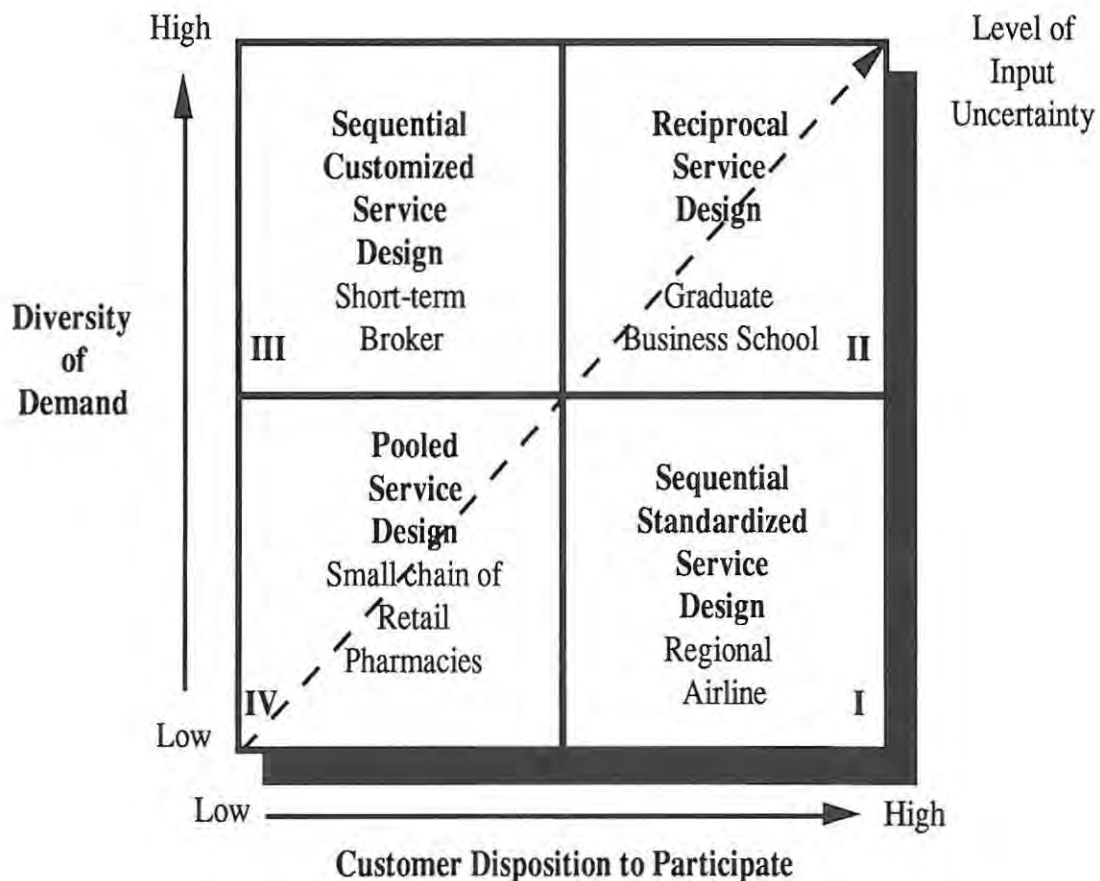 High
Level of
Input
Uncertainty
Sequential
Customized
Service
Design
Short-term
Broker
III
Reciprocal
Service
Design
Graduate
Business School
II
Diversity
of
Demand
Pooled
Service
Design
Small chain of
Retail
Pharmacies
IV
Sequential
Standardized
Service
Design
Regional
Airline
I
Low
Low
High
Customer Disposition to Participate